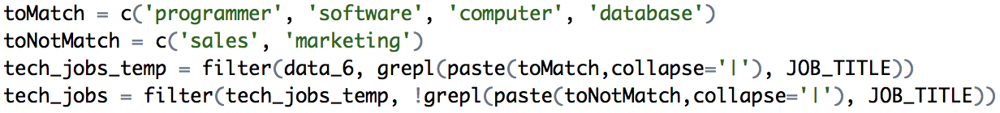 toMatch = c('programmer', 'software', 'computer', 'database')
toNotMatch = c('sales', 'marketing')
tech_jobs_temp = filter(data_6, grepl(paste(toMatch,collapse='|'), JOB_TITLE))
tech_jobs = filter(tech_jobs_temp, !grepl(paste(toNotMatch,collapse='|'), JOB_TITLE))